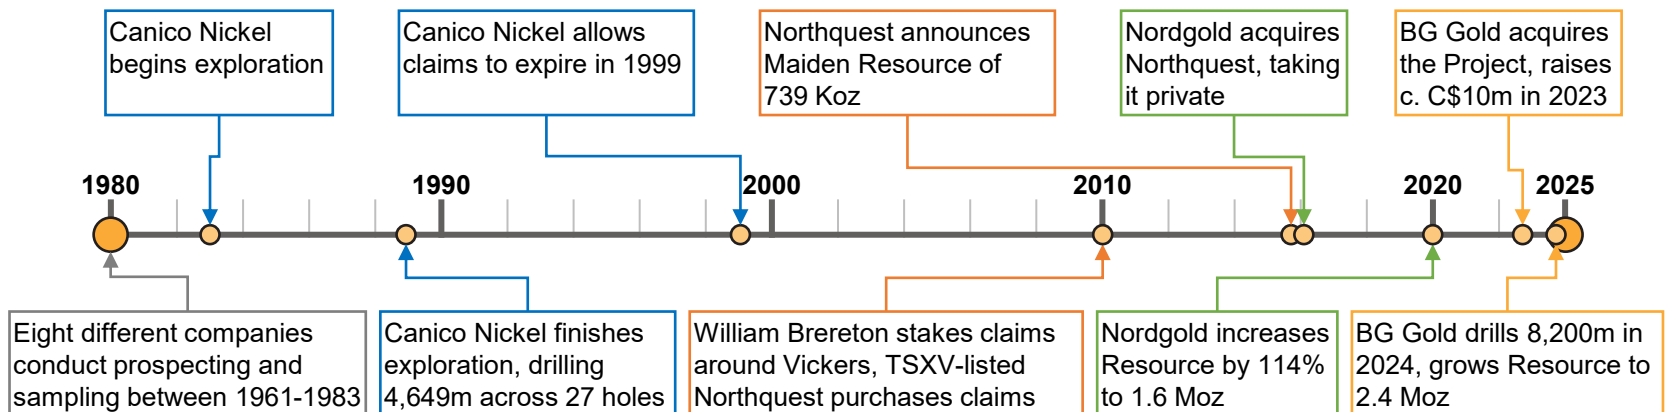 Canico Nickel
begins exploration
Canico Nickel allows
claims to expire in 1999
Northquest announces
Maiden Resource of
739 Koz
Nordgold acquires
Northquest, taking
it private
BG Gold acquires
the Project, raises
c. C$10m in 2023
1980
1990
2000
2010
2020
2025
Eight different companies
conduct prospecting and
sampling between 1961-1983
Canico Nickel finishes
exploration, drilling
4,649m across 27 holes
William Brereton stakes claims
around Vickers, TSXV-listed
Northquest purchases claims
Nordgold increases
Resource by 114%
to 1.6 Moz
BG Gold drills 8,200m in
2024, grows Resource to
2.4 Moz